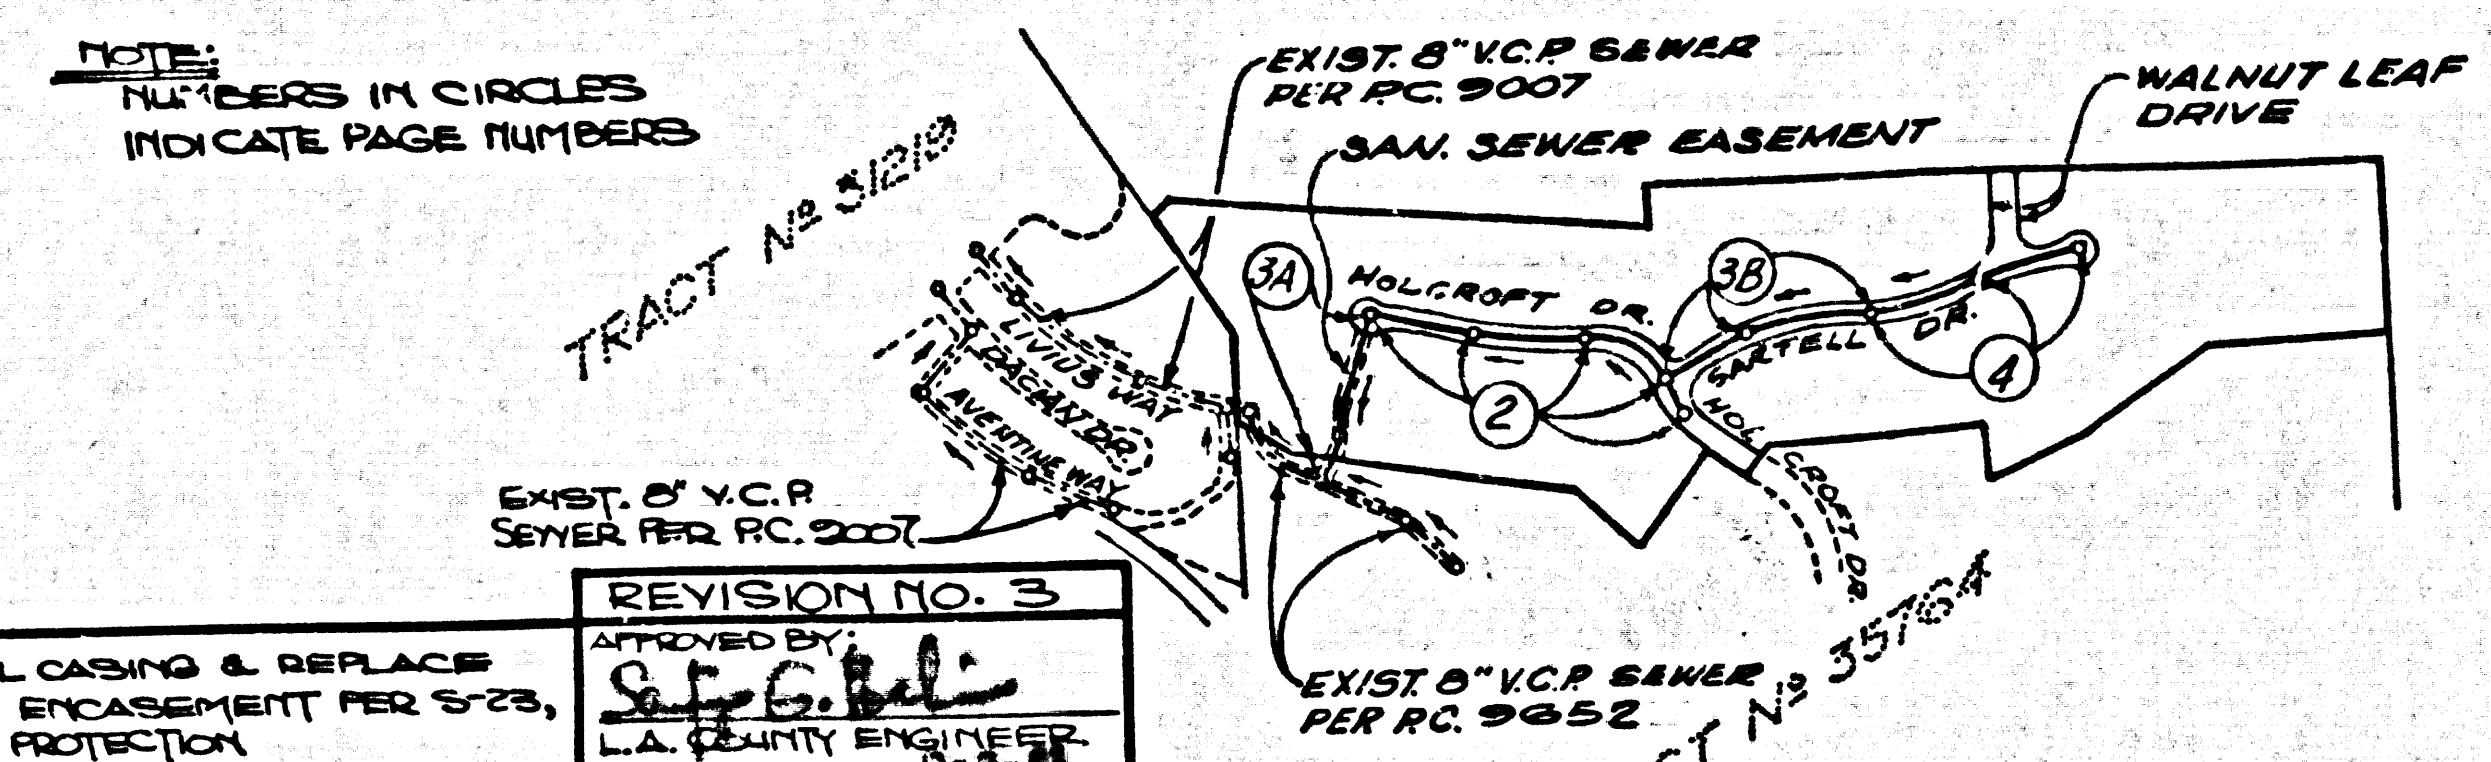 NOTE:
NUMBERS IN CIRCLES
INDICATE PAGE NUMBERS
EXIST. 8" V.C.P. SEWER
PER P.C. 9007
WALNUT LEAF
DRIVE
SAN. SEWER EASEMENT
TRACT Nº 31219
3A
HOLCROFT DR.
3B
SARTELL DR.
4
2
LIVIUS WAY
DACIAN DR.
AVENTINE WAY
HOLCROFT DR.
EXIST. 8" V.C.P.
SEWER PER P.C. 9007
EXIST. 8" V.C.P. SEWER
PER P.C. 9652
Nº 35764
REVISION NO. 3
APPROVED BY:
L.A. COUNTY ENGINEER
L CASING & REPLACE
ENCASEMENT PER S-23,
PROTECTION